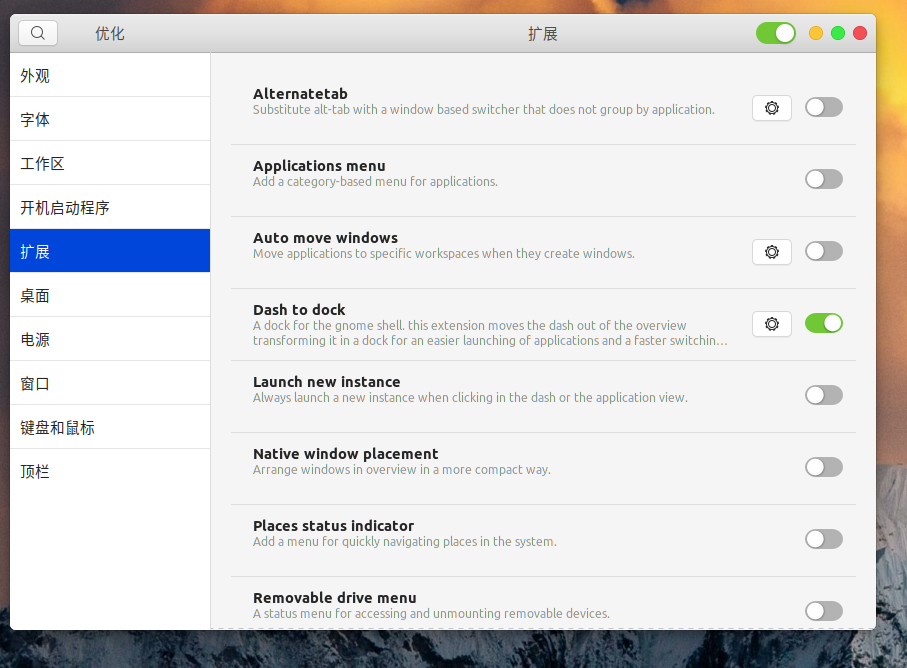 优化
扩展
外观
字体
工作区
开机启动程序
扩展
桌面
电源
窗口
键盘和鼠标
顶栏
Alternatetab
Substitute alt-tab with a window based switcher that does not group by application.
Applications menu
Add a category-based menu for applications.
Auto move windows
Move applications to specific workspaces when they create windows.
Dash to dock
A dock for the gnome shell. this extension moves the dash out of the overview
transforming it in a dock for an easier launching of applications and a faster switchin…
Launch new instance
Always launch a new instance when clicking in the dash or the application view.
Native window placement
Arrange windows in overview in a more compact way.
Places status indicator
Add a menu for quickly navigating places in the system.
Removable drive menu
A status menu for accessing and unmounting removable devices.